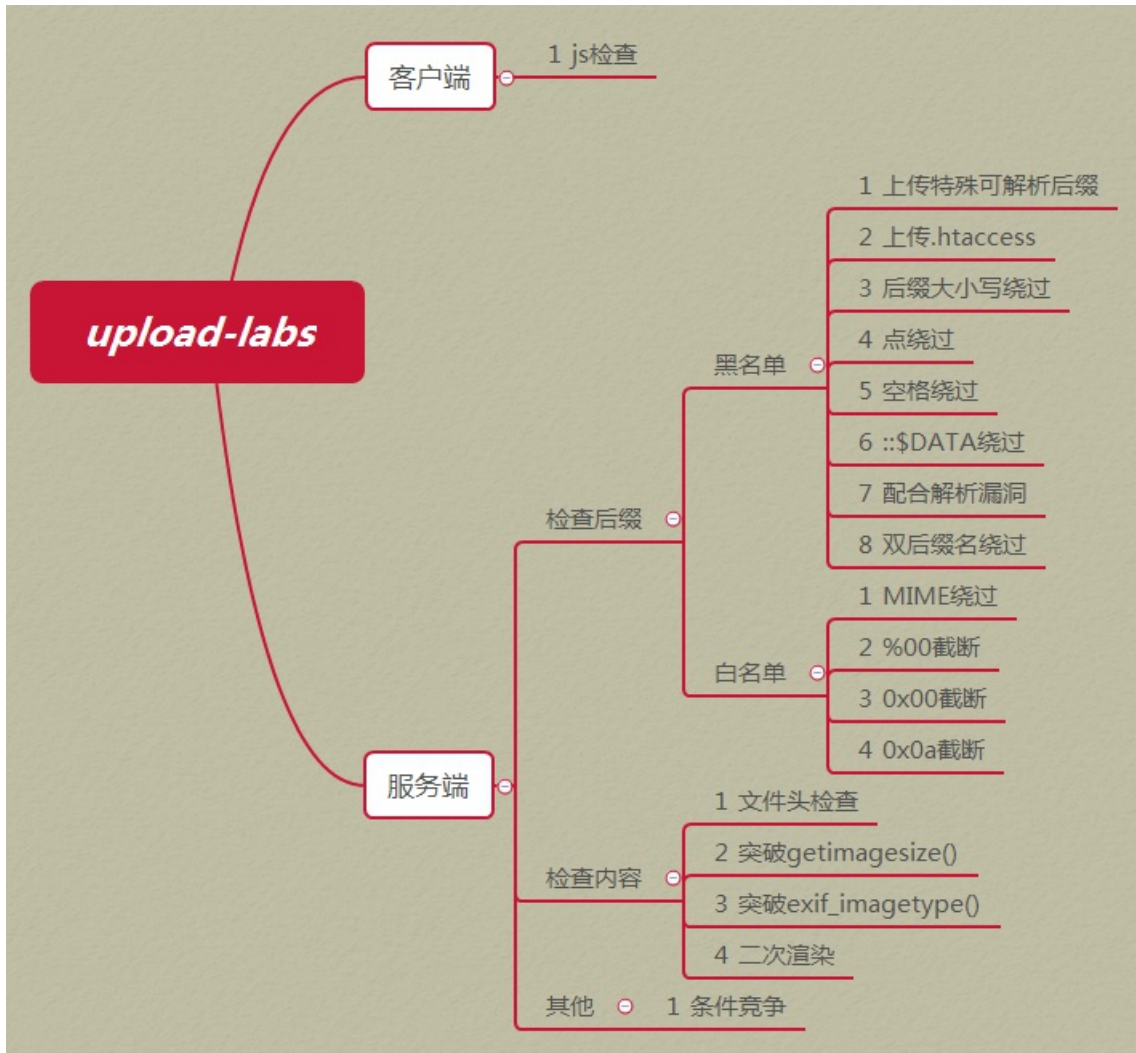 客户端
1 js检查
upload-labs
服务端
检查后缀
黑名单
1 上传特殊可解析后缀
2 上传.htaccess
3 后缀大小写绕过
4 点绕过
5 空格绕过
6 ::$DATA绕过
7 配合解析漏洞
8 双后缀名绕过
白名单
1 MIME绕过
2 %00截断
3 0x00截断
4 0x0a截断
检查内容
1 文件头检查
2 突破getimagesize()
3 突破exif_imagetype()
4 二次渲染
其他
1 条件竞争